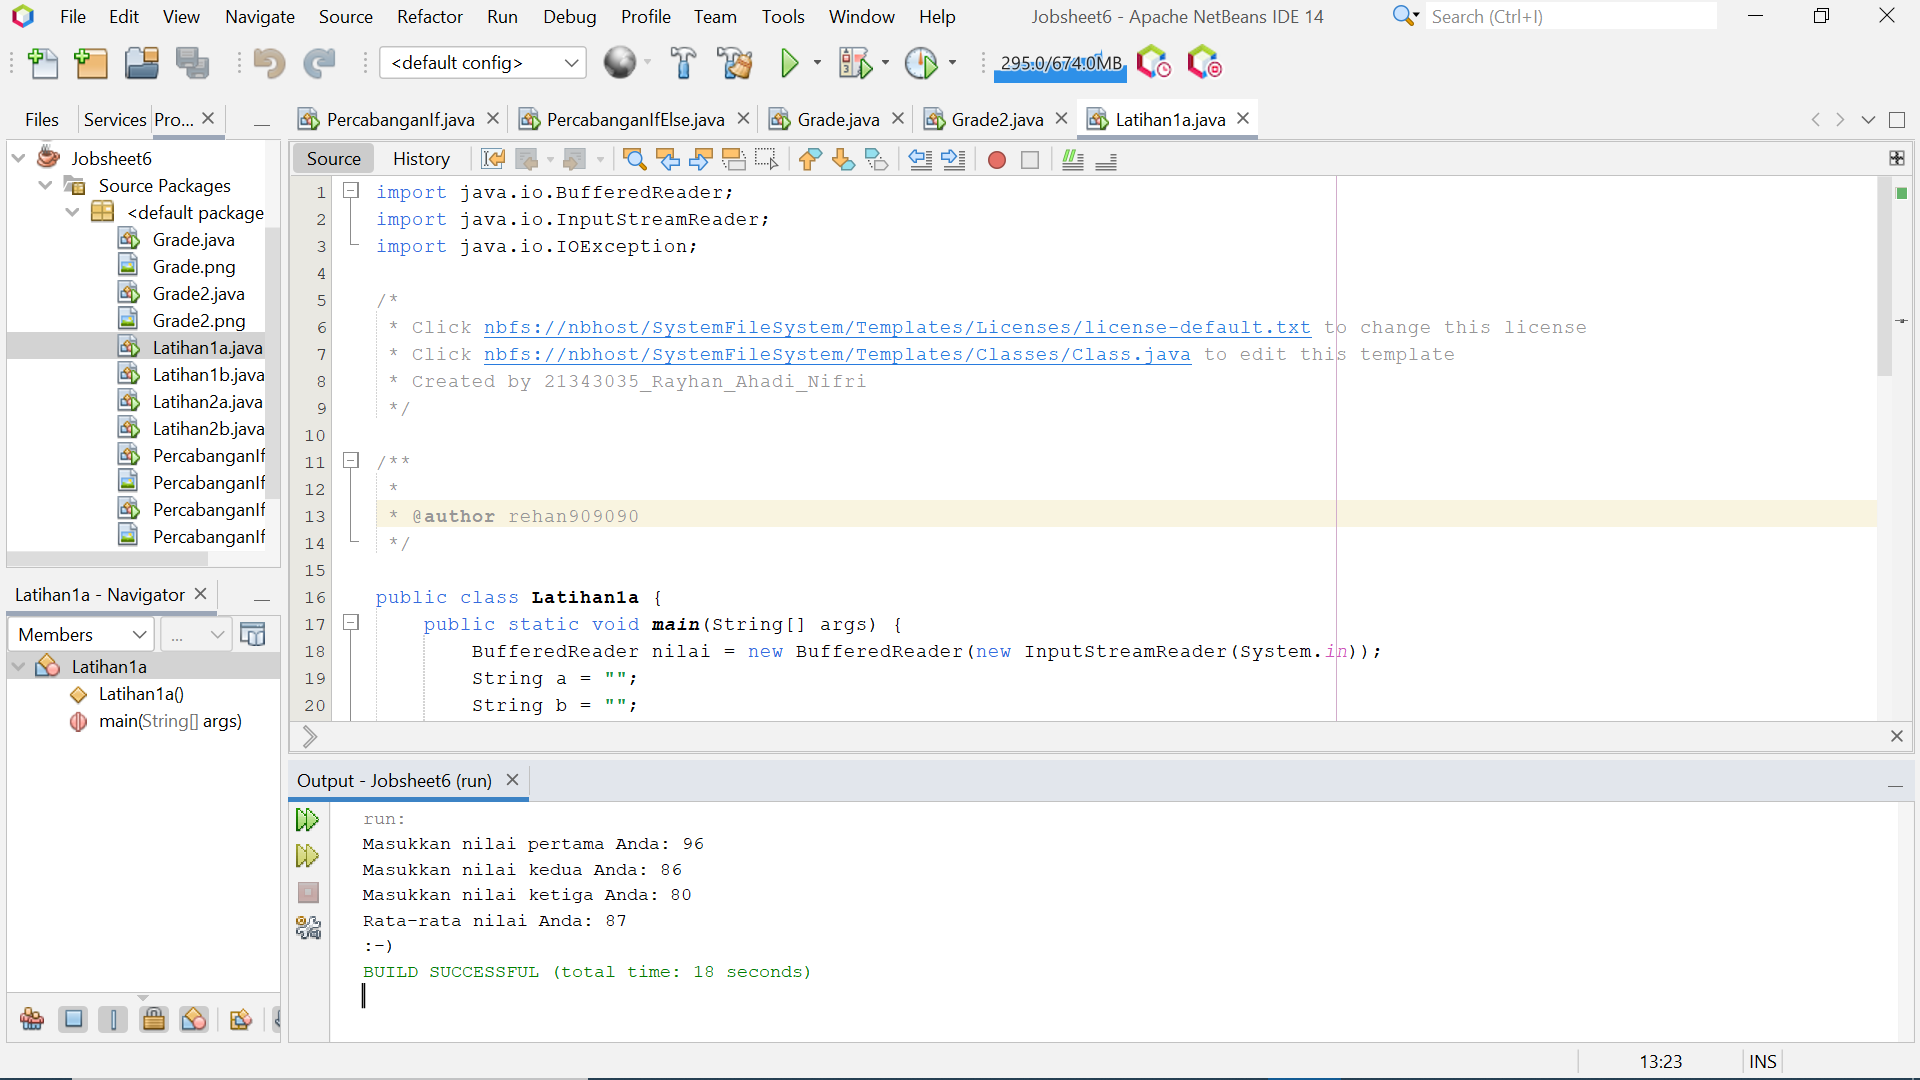 File Edit View Navigate Source Refactor Run Debug Profile Team Tools Window Help
Jobsheet6 - Apache NetBeans IDE 14
Search (Ctrl+I)
<default config>
295.0/674.0MB
Files Services Pro...
PercabanganIf.java PercabanganIfElse.java Grade.java Grade2.java Latihan1a.java
Jobsheet6
Source Packages
<default package
Grade.java
Grade.png
Grade2.java
Grade2.png
Latihan1a.java
Latihan1b.java
Latihan2a.java
Latihan2b.java
PercabanganIf
PercabanganIf
PercabanganIf
PercabanganIf
Latihan1a - Navigator
Members ...
Latihan1a
Latihan1a()
main(String[] args)
Source History
1 import java.io.BufferedReader;
2 import java.io.InputStreamReader;
3 import java.io.IOException;
4
5 /*
6 * Click nbfs://nbhost/SystemFileSystem/Templates/Licenses/license-default.txt to change this license
7 * Click nbfs://nbhost/SystemFileSystem/Templates/Classes/Class.java to edit this template
8 * Created by 21343035_Rayhan_Ahadi_Nifri
9 */
10
11 /**
12 *
13 * @author rehan909090
14 */
15
16 public class Latihan1a {
17 public static void main(String[] args) {
18 BufferedReader nilai = new BufferedReader(new InputStreamReader(System.in));
19 String a = "";
20 String b = "";
Output - Jobsheet6 (run)
run:
Masukkan nilai pertama Anda: 96
Masukkan nilai kedua Anda: 86
Masukkan nilai ketiga Anda: 80
Rata-rata nilai Anda: 87
:-)
BUILD SUCCESSFUL (total time: 18 seconds)
13:23 INS